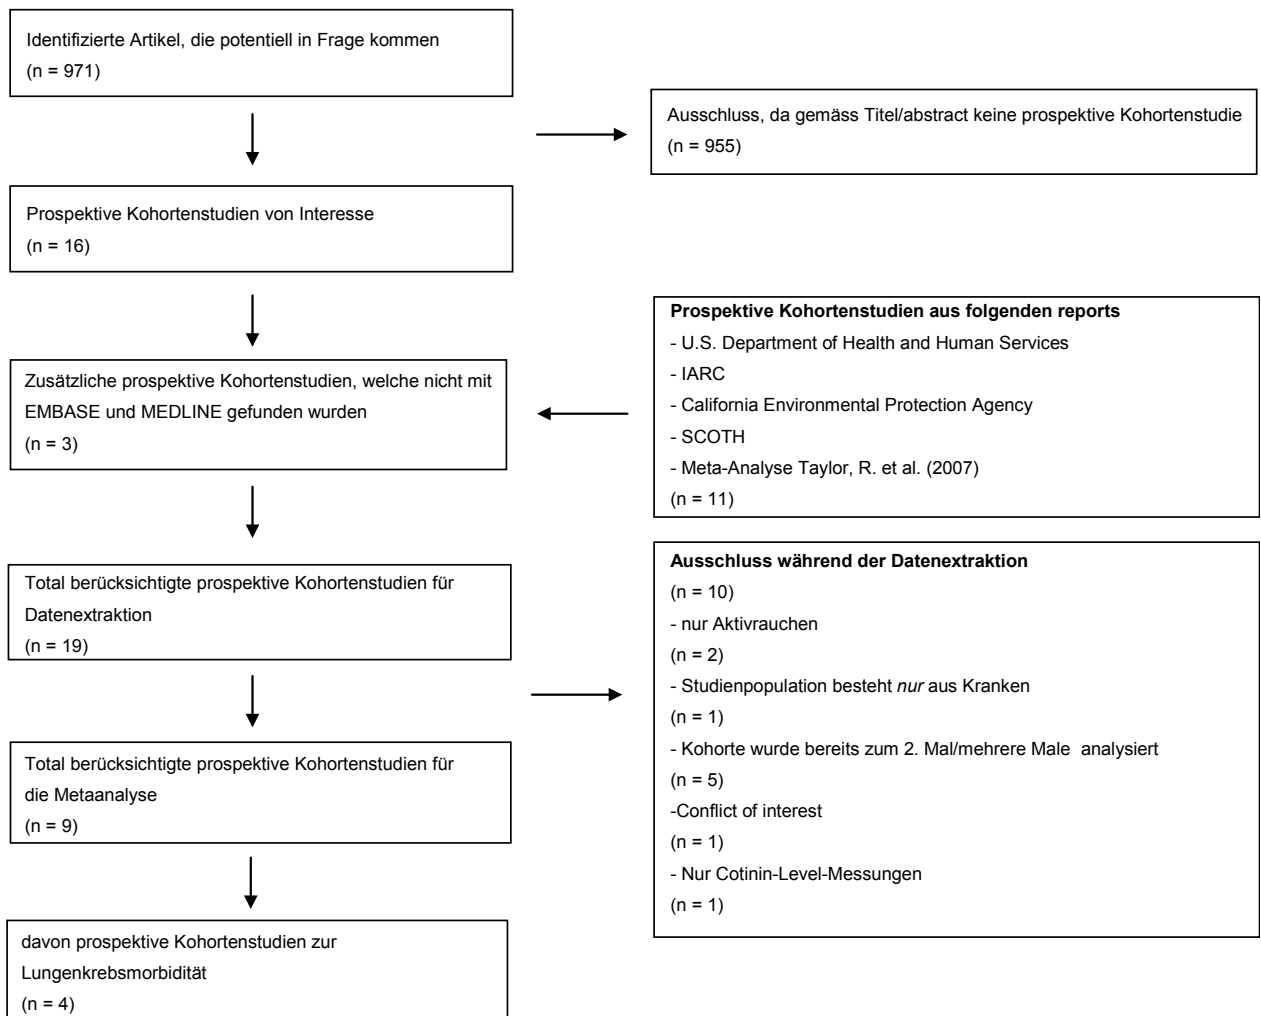 Identifizierte Artikel, die potentiell in Frage kommen
(n = 971)
Ausschluss, da gemäss Titel/abstract keine prospektive Kohortenstudie
(n = 955)
Prospektive Kohortenstudien von Interesse
(n = 16)
Prospektive Kohortenstudien aus folgenden reports
- U.S. Department of Health and Human Services
- IARC
- California Environmental Protection Agency
- SCOTH
- Meta-Analyse Taylor, R. et al. (2007)
(n = 11)
Zusätzliche prospektive Kohortenstudien, welche nicht mit
EMBASE und MEDLINE gefunden wurden
(n = 3)
Total berücksichtigte prospektive Kohortenstudien für
Datenextraktion
(n = 19)
Ausschluss während der Datenextraktion
(n = 10)
- nur Aktivrauchen
(n = 2)
- Studienpopulation besteht nur aus Kranken
(n = 1)
- Kohorte wurde bereits zum 2. Mal/mehrere Male  analysiert
(n = 5)
-Conflict of interest
(n = 1)
- Nur Cotinin-Level-Messungen
(n = 1)
Total berücksichtigte prospektive Kohortenstudien für
die Metaanalyse
(n = 9)
davon prospektive Kohortenstudien zur
Lungenkrebsmorbidität
(n = 4)